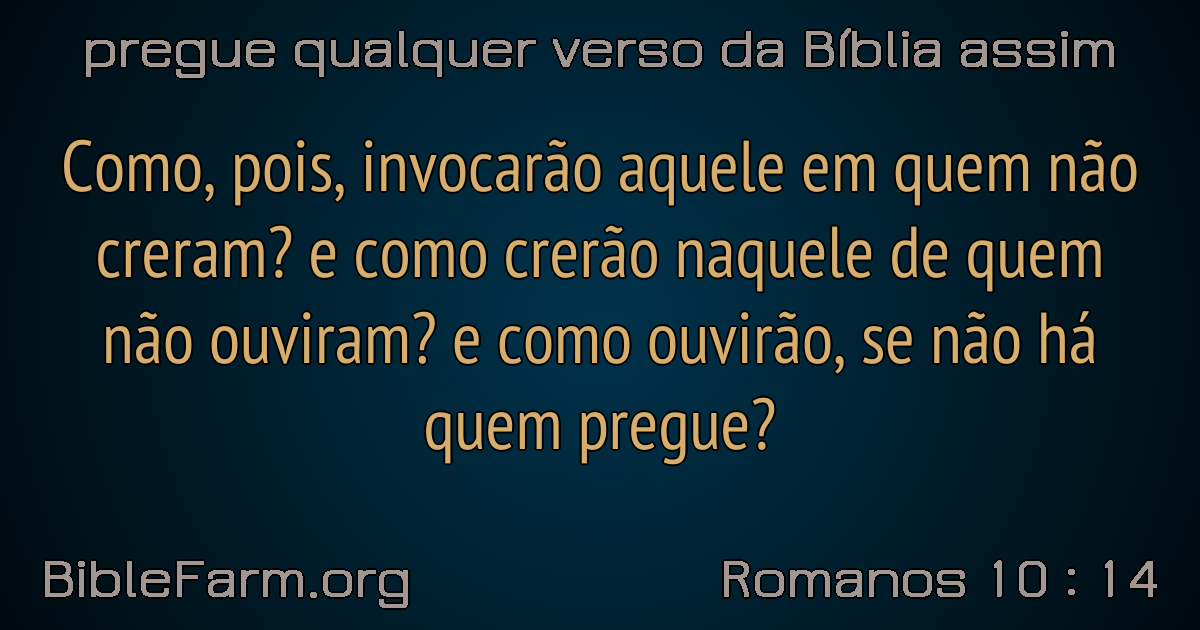 pregue qualquer verso da Bíblia assim
Como, pois, invocarão aquele em quem não
creram? e como crerão naquele de quem
não ouviram? e como ouvirão, se não há
quem pregue?
BibleFarm.org
Romanos 10 : 14